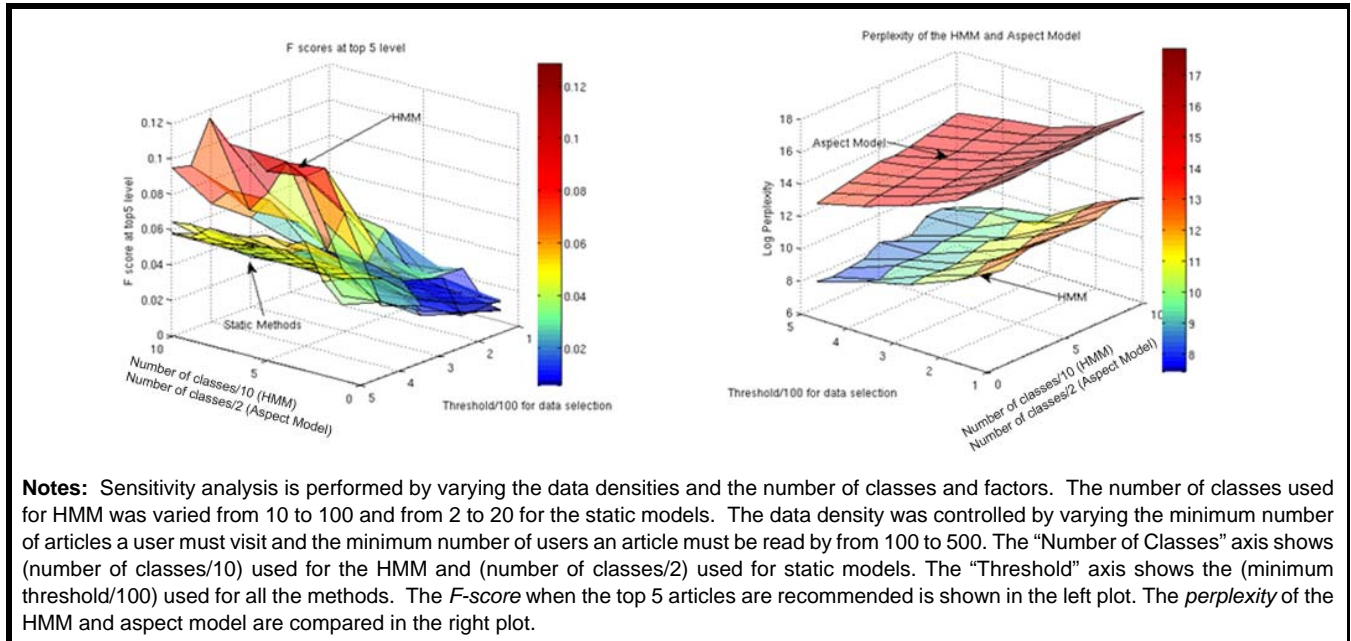 F scores at top 5 level
0.12
0.1
0.08
0.06
0.04
0.02
0
F score at top5 level
HMM
Static Methods
10
5
0
Number of classes/10 (HMM)
Number of classes/2 (Aspect Model)
5
4
3
2
1
Threshold/100 for data selection
0.12
0.1
0.08
0.06
0.04
0.02
Perplexity of the HMM and Aspect Model
18
16
14
12
10
8
6
Log Perplexity
Aspect Model
HMM
5
4
3
2
1
Threshold/100 for data selection
0
5
10
Number of classes/10 (HMM)
Number of classes/2 (Aspect Model)
17
16
15
14
13
12
11
10
9
8
Notes: Sensitivity analysis is performed by varying the data densities and the number of classes and factors. The number of classes used
for HMM was varied from 10 to 100 and from 2 to 20 for the static models. The data density was controlled by varying the minimum number
of articles a user must visit and the minimum number of users an article must be read by from 100 to 500. The “Number of Classes” axis shows
(number of classes/10) used for the HMM and (number of classes/2) used for static models. The “Threshold” axis shows the (minimum
threshold/100) used for all the methods. The F-score when the top 5 articles are recommended is shown in the left plot. The perplexity of the
HMM and aspect model are compared in the right plot.